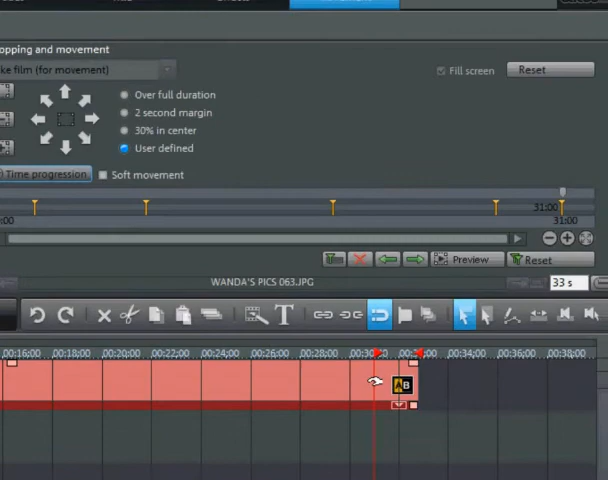 opping and movement
ke film (for movement)
Fill screen
Reset
Over full duration
2 second margin
30% in center
User defined
Time progression
Soft movement
31:00
:00
31:00
Preview
Reset
WANDA'S PICS 063.JPG
33 s
T
00:16;00 00:18;00 00:20;00 00:22;00 00:24;00 00:26;00 00:28;00 00:34;00 00:36;00 00:38;00
AB